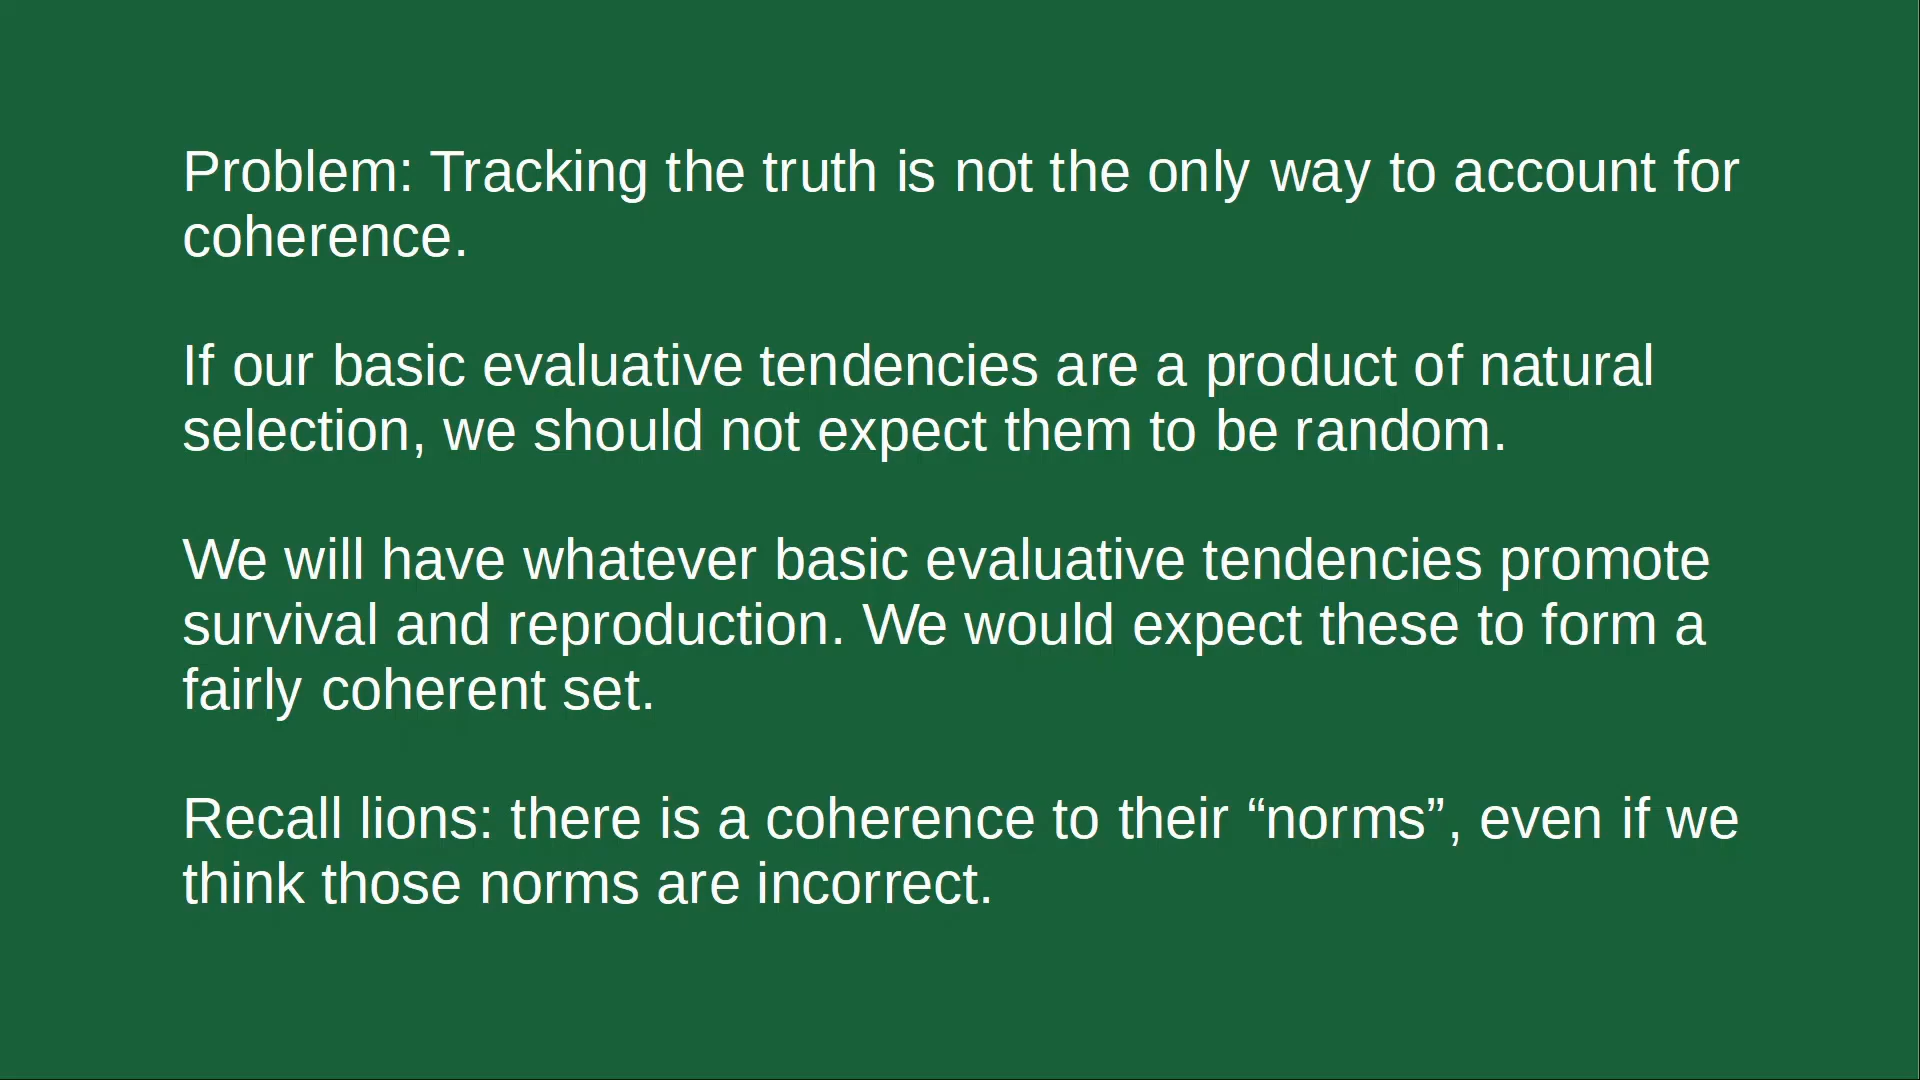 Problem: Tracking the truth is not the only way to account for
coherence.
If our basic evaluative tendencies are a product of natural
selection, we should not expect them to be random.
We will have whatever basic evaluative tendencies promote
survival and reproduction. We would expect these to form a
fairly coherent set.
Recall lions: there is a coherence to their “norms”, even if we
think those norms are incorrect.